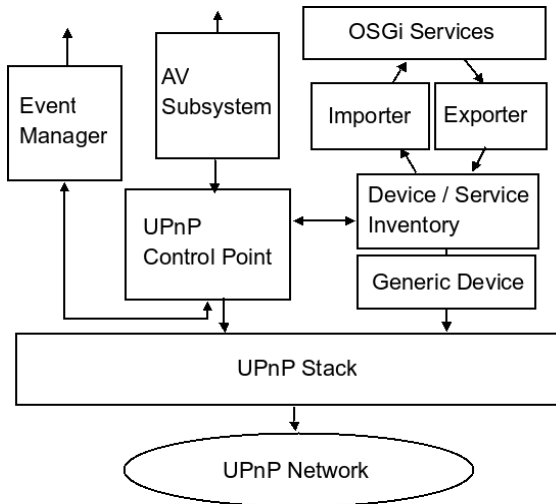 OSGi Services
Event
Manager
AV
Subsystem
Importer
Exporter
Device / Service
Inventory
UPnP
Control Point
Generic Device
UPnP Stack
UPnP Network